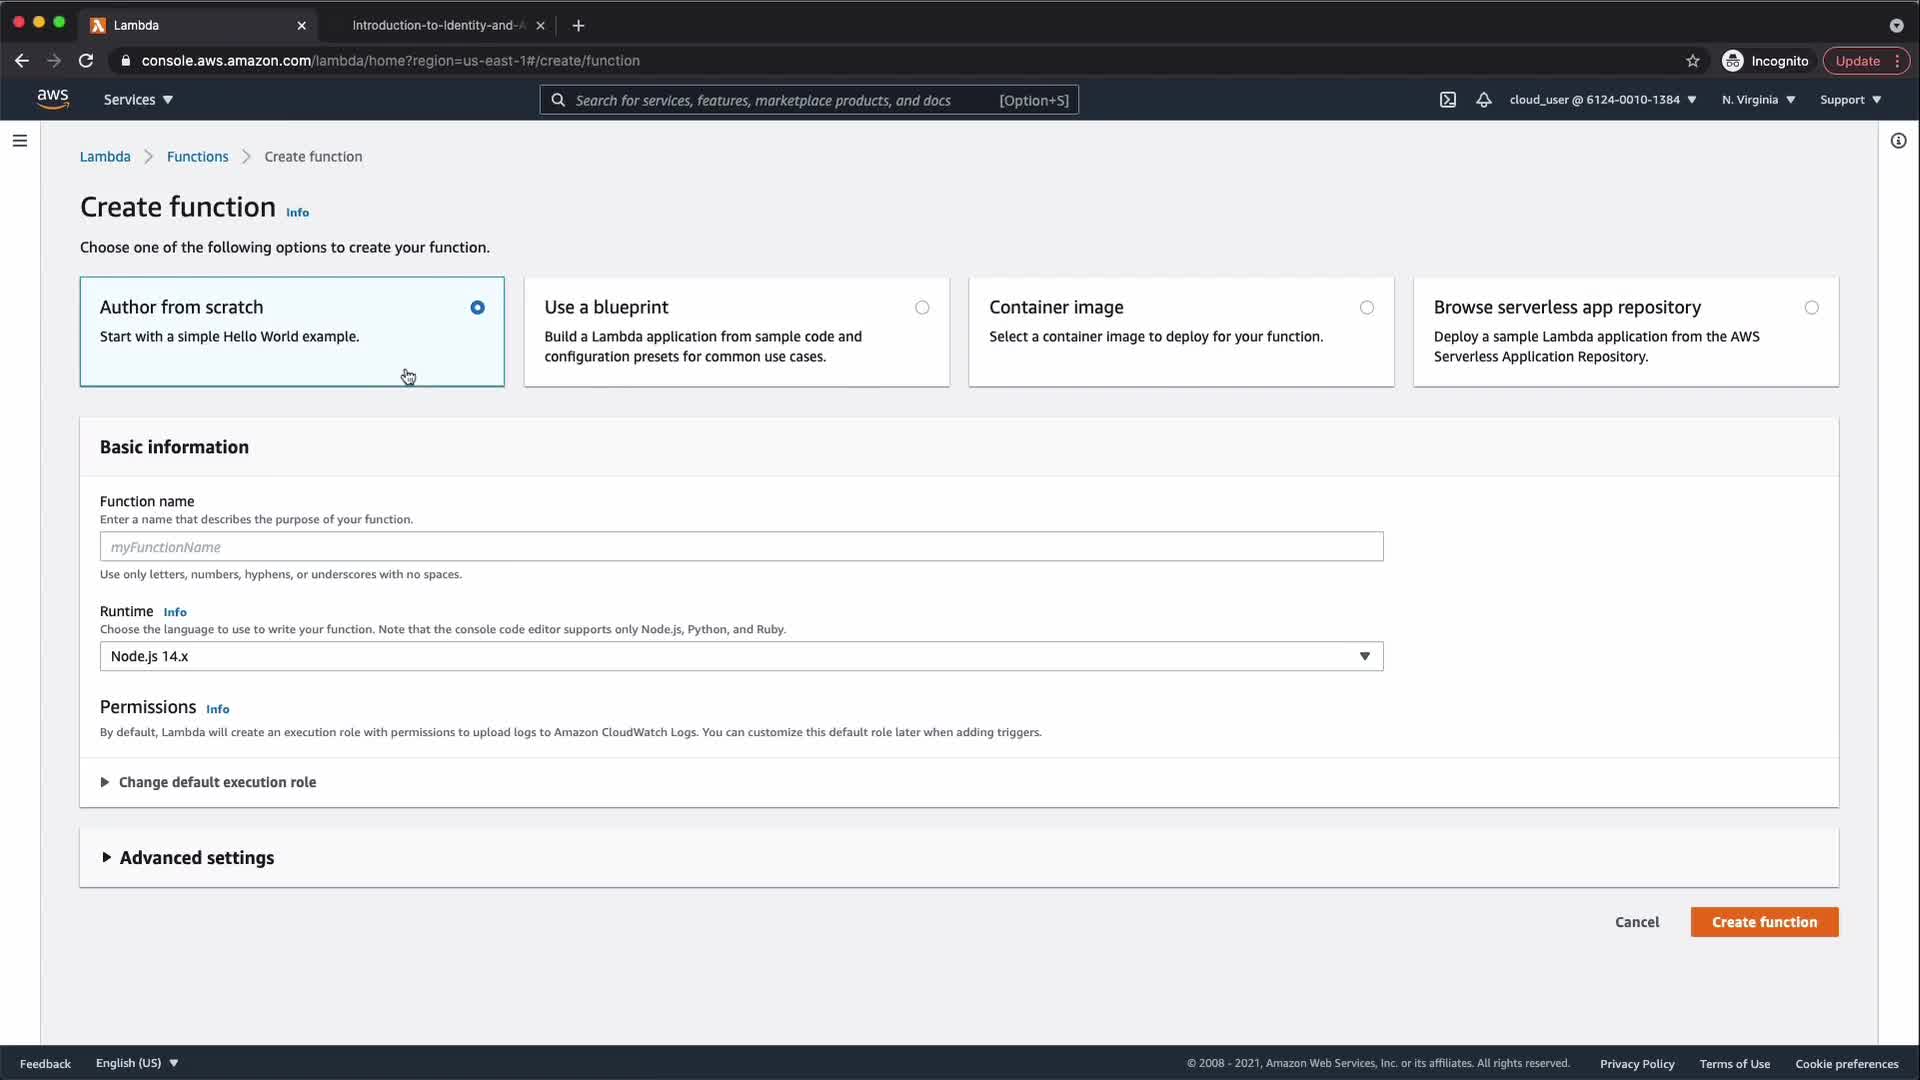 Lambda
Introduction-to-Identity-and-A
console.aws.amazon.com/lambda/home?region=us-east-1#/create/function
Incognito
Update
aws
Services
Search for services, features, marketplace products, and docs
[Option+S]
cloud_user @ 6124-0010-1384
N. Virginia
Support
Lambda
Functions
Create function
Create function Info
Choose one of the following options to create your function.
Author from scratch
Start with a simple Hello World example.
Use a blueprint
Build a Lambda application from sample code and
configuration presets for common use cases.
Container image
Select a container image to deploy for your function.
Browse serverless app repository
Deploy a sample Lambda application from the AWS
Serverless Application Repository.
Basic information
Function name
Enter a name that describes the purpose of your function.
myFunctionName
Use only letters, numbers, hyphens, or underscores with no spaces.
Runtime Info
Choose the language to use to write your function. Note that the console code editor supports only Node.js, Python, and Ruby.
Node.js 14.x
Permissions Info
By default, Lambda will create an execution role with permissions to upload logs to Amazon CloudWatch Logs. You can customize this default role later when adding triggers.
Change default execution role
Advanced settings
Cancel
Create function
Feedback
English (US)
© 2008 - 2021, Amazon Web Services, Inc. or its affiliates. All rights reserved.
Privacy Policy
Terms of Use
Cookie preferences